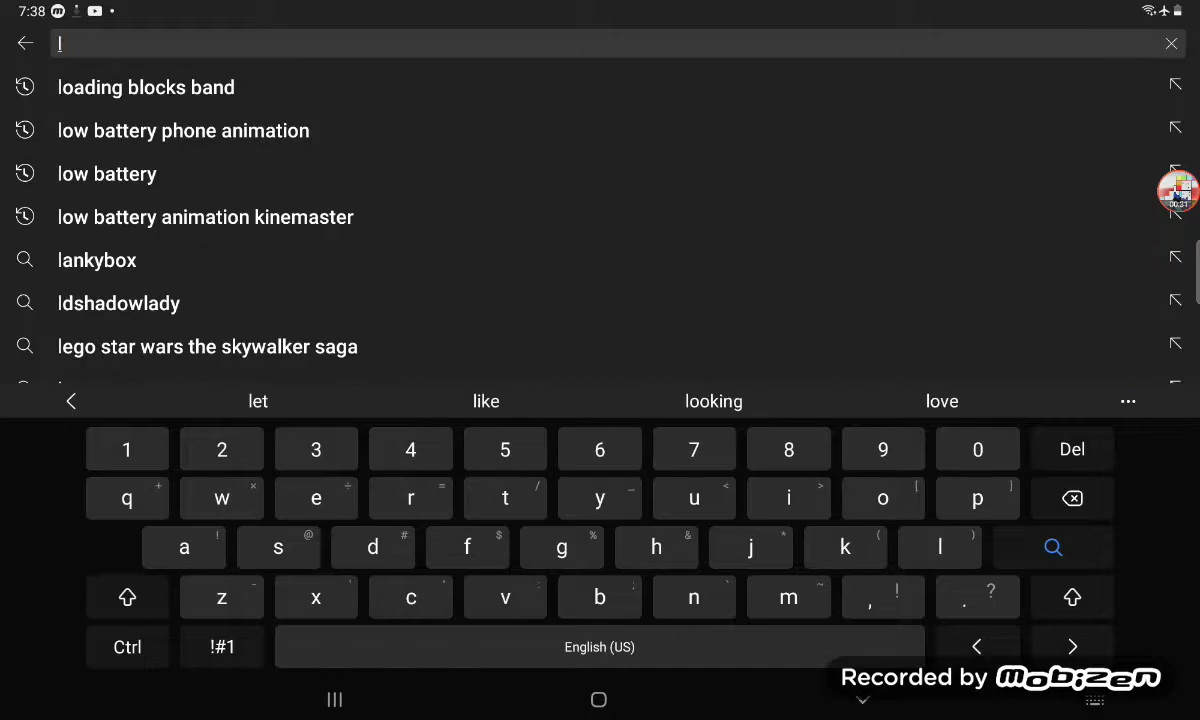 7:38
l
loading blocks band
low battery phone animation
low battery
low battery animation kinemaster
00:31
lankybox
ldshadowlady
lego star wars the skywalker saga
let like looking love
1 2 3 4 5 6 7 8 9 0 Del
q + w × e ÷ r = t / y _ u < i > o [ p ]
a ! s @ d # f $ g % h & j * k ( l )
z - x ' c " v : b ; n ` m ~ , ! . ?
Ctrl !#1 English (US) < >
Recorded by mobizen